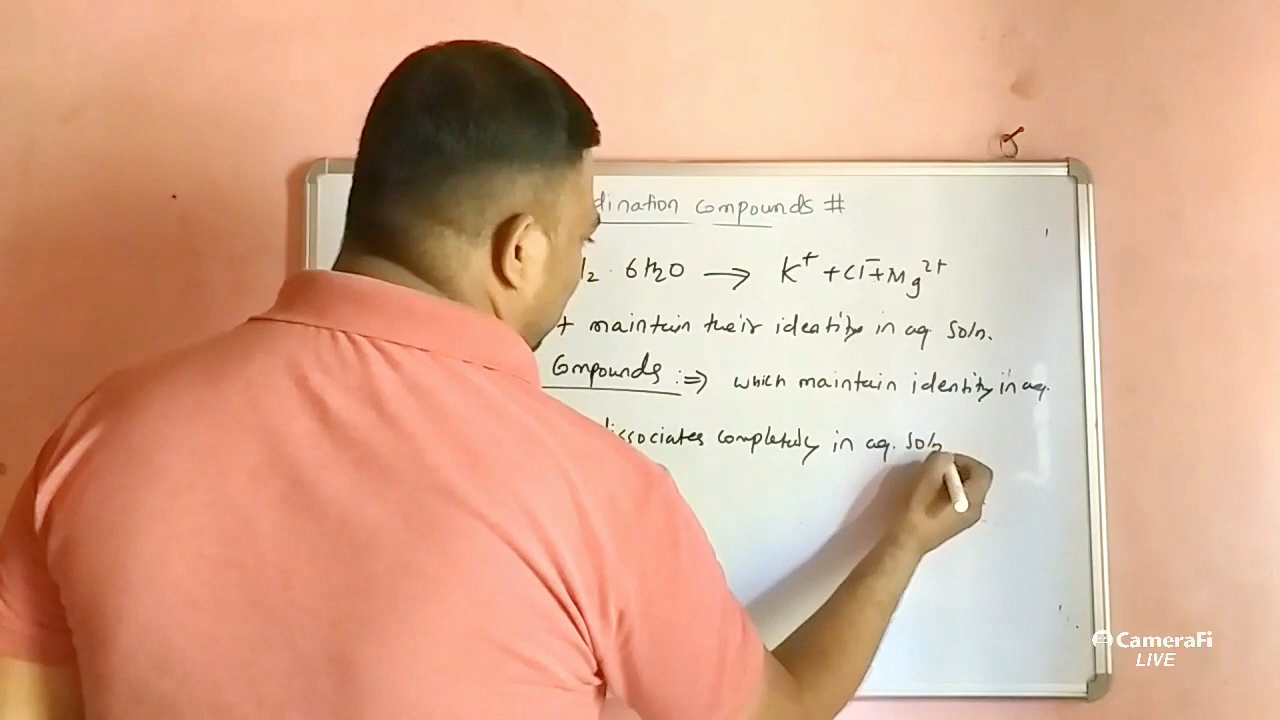 dination Compounds #
l2 . 6H2O → K+ + Cl- + Mg2+
t maintain their identity in aq. soln.
Compounds :⇒ which maintain identity in aq.
dissociates completely in aq. soln
CameraFi
LIVE